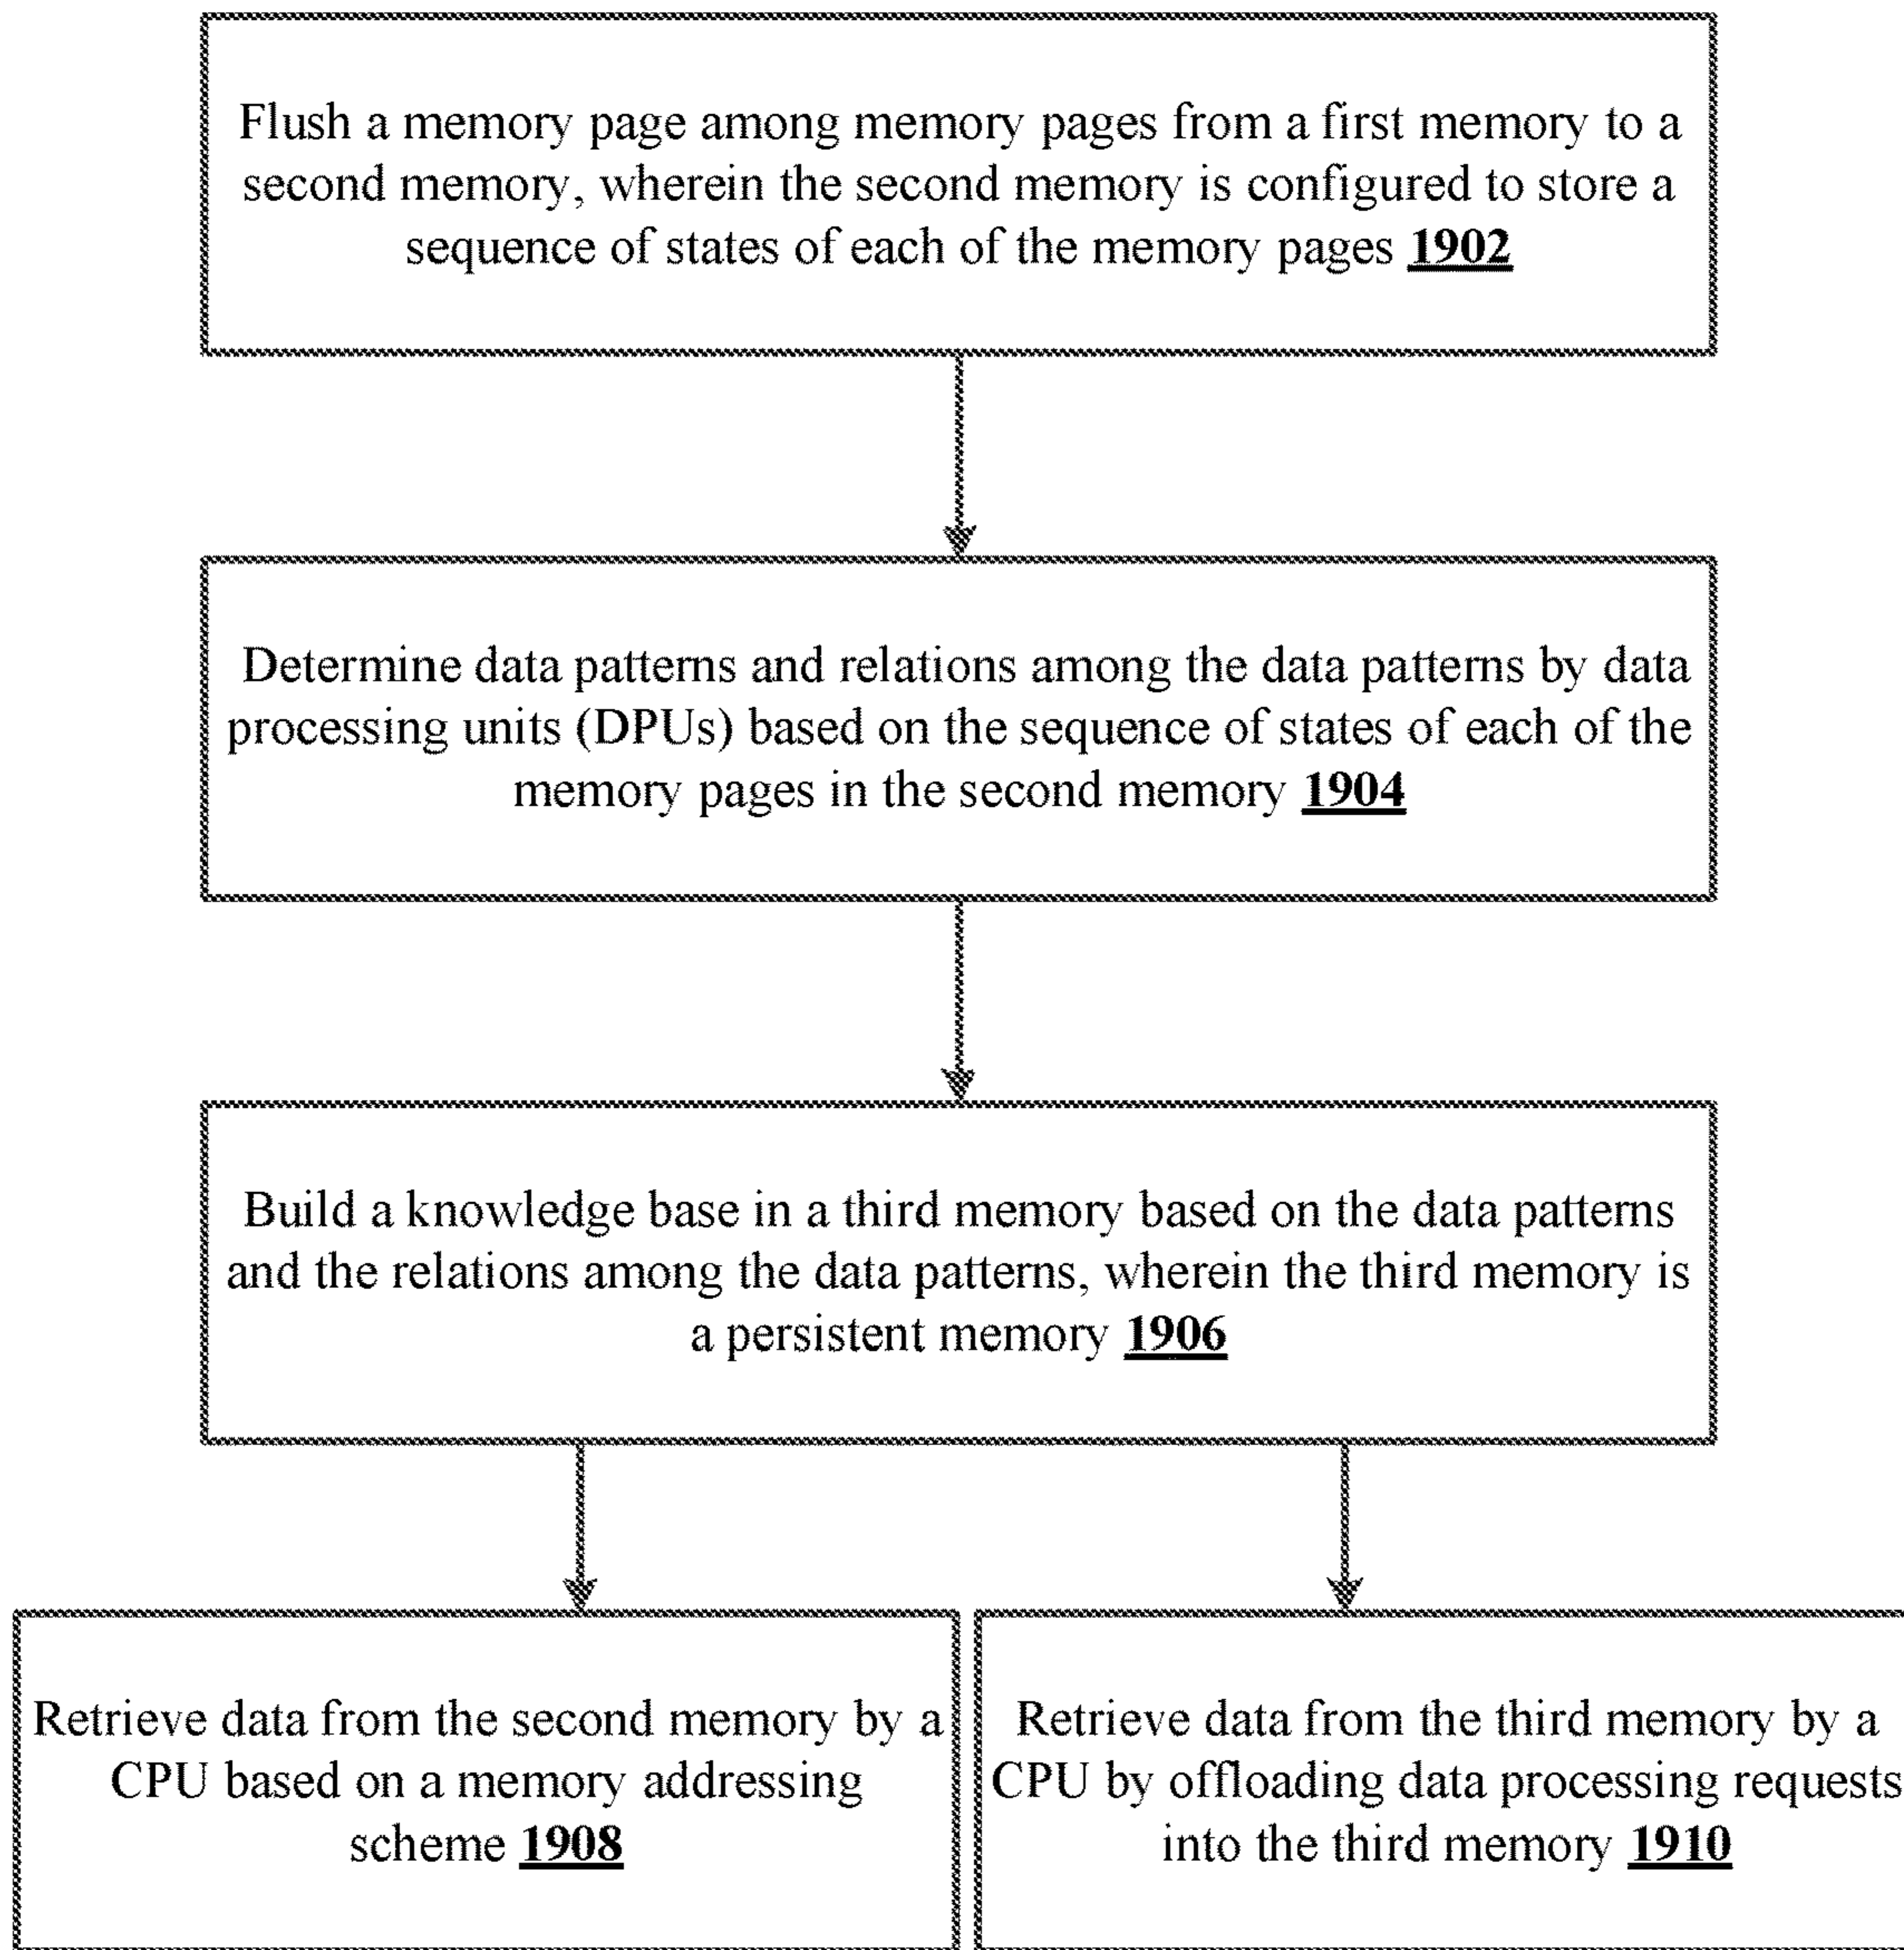 Flush a memory page among memory pages from a first memory to a
second memory, wherein the second memory is configured to store a
sequence of states of each of the memory pages 1902
Determine data patterns and relations among the data patterns by data
processing units (DPUs) based on the sequence of states of each of the
memory pages in the second memory 1904
Build a knowledge base in a third memory based on the data patterns
and the relations among the data patterns, wherein the third memory is
a persistent memory 1906
Retrieve data from the second memory by a
CPU based on a memory addressing
scheme 1908
Retrieve data from the third memory by a
CPU by offloading data processing requests
into the third memory 1910